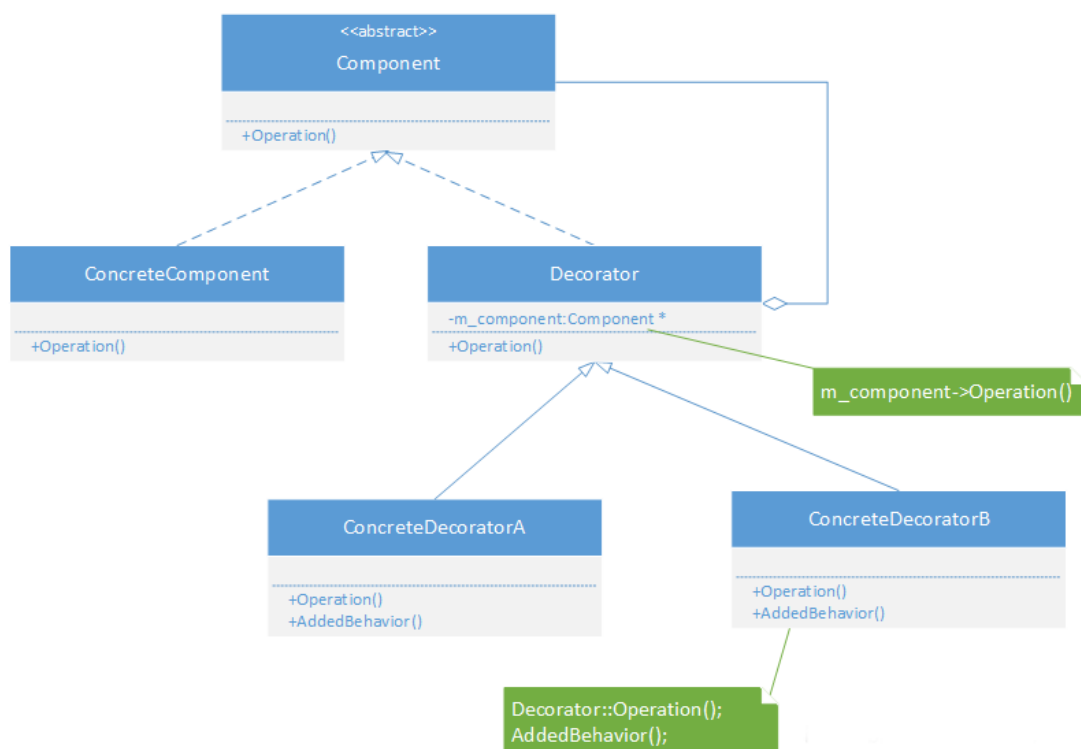 <<abstract>>
Component
+Operation()
ConcreteComponent
+Operation()
Decorator
-m_component:Component *
+Operation()
m_component->Operation()
ConcreteDecoratorA
+Operation()
+AddedBehavior()
ConcreteDecoratorB
+Operation()
+AddedBehavior()
Decorator::Operation();
AddedBehavior();